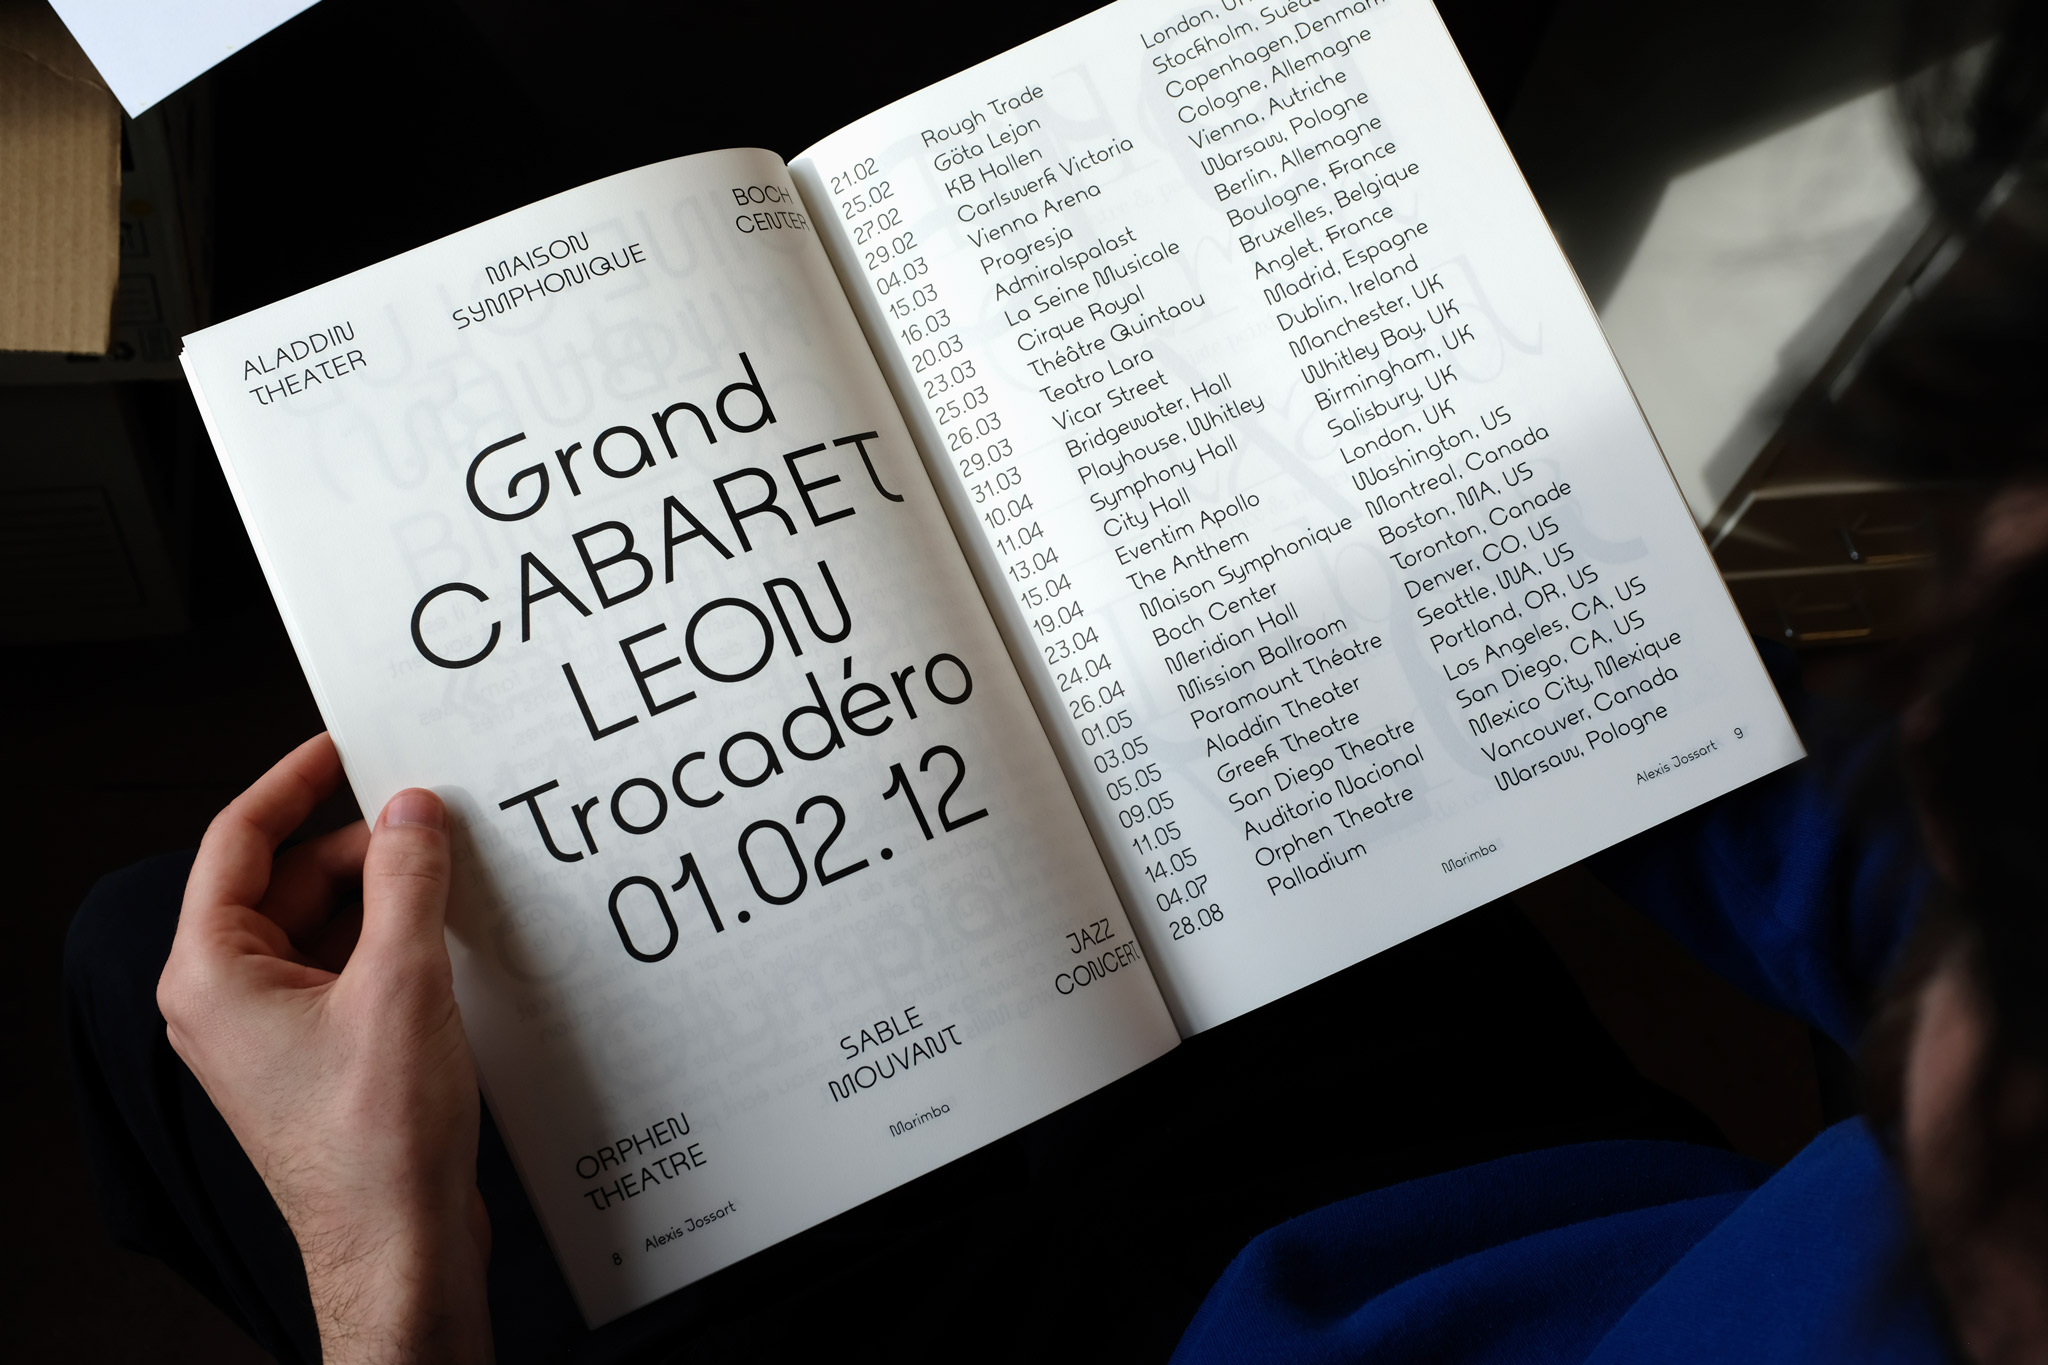 ALADDIN
THEATER
MAISON
SYMPHONIQUE
BOCH
CENTER
Grand
CABARET
LEON
Trocadéro
01.02.12
ORPHEN
THEATRE
SABLE
MOUVANT
JAZZ
CONCERT
8 Alexis Jossart
Marimba
21.02 Rough Trade London,
25.02 Göta Lejon Stockholm, Suède
27.02 KB Hallen Copenhagen,Denmark
29.02 Carlswerk Victoria Cologne, Allemagne
04.03 Vienna Arena Vienna, Autriche
15.03 Progresja Warsaw, Pologne
16.03 Admiralspalast Berlin, Allemagne
20.03 La Seine Musicale Boulogne, France
23.03 Cirque Royal Bruxelles, Belgique
25.03 Théâtre Quintaou Anglet, France
26.03 Teatro Lara Madrid, Espagne
29.03 Vicar Street Dublin, Ireland
31.03 Bridgewater, Hall Manchester, UK
10.04 Playhouse, Whitley Whitley Bay, UK
11.04 Symphony Hall Birmingham, UK
13.04 City Hall Salisbury, UK
15.04 Eventim Apollo London, UK
19.04 The Anthem Washington, US
23.04 Maison Symphonique Montreal, Canada
24.04 Boch Center Boston, MA, US
26.04 Meridian Hall Toronton, Canade
01.05 Mission Ballroom Denver, CO, US
03.05 Paramount Théatre Seattle, WA, US
05.05 Aladdin Theater Portland, OR, US
09.05 Greek Theatre Los Angeles, CA, US
11.05 San Diego Theatre San Diego, CA, US
14.05 Auditorio Nacional Mexico City, Mexique
04.07 Orphen Theatre Vancouver, Canada
28.08 Palladium Warsaw, Pologne
Marimba
Alexis Jossart 9